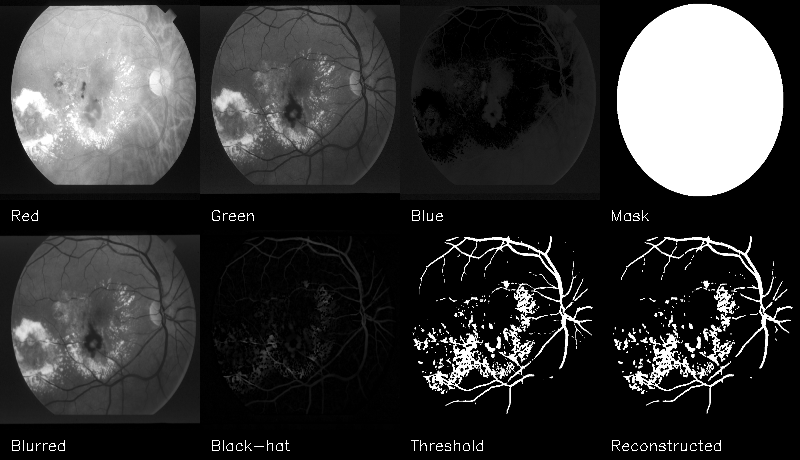 Red
Green
Blue
Mask
Blurred
Black-hat
Threshold
Reconstructed